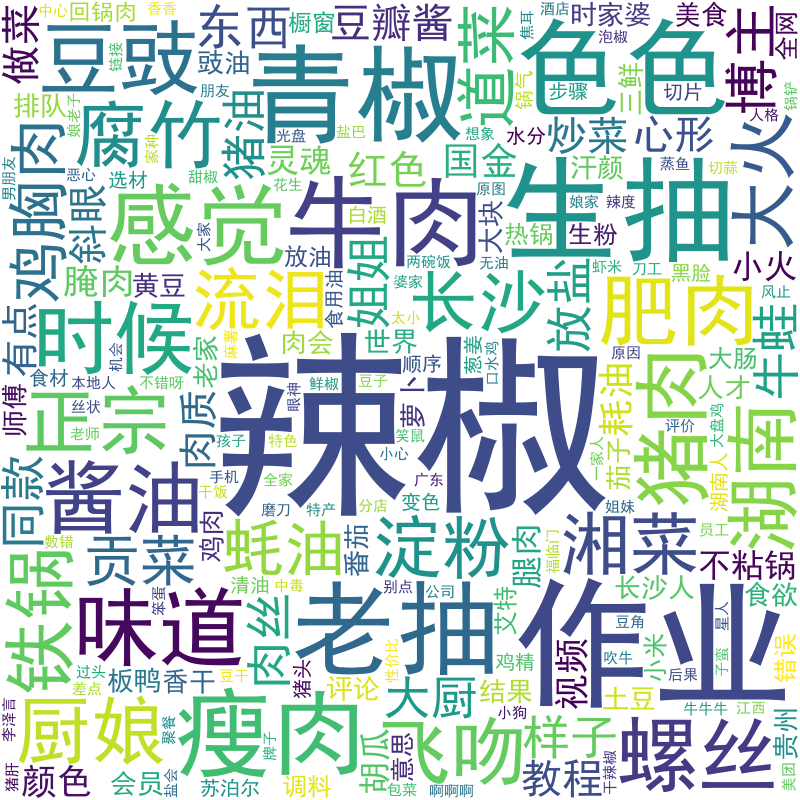 中心
回锅肉
香香
东西
橱窗
豆瓣酱
酒店
焦耳
时家婆
泡椒
美食
全网
做菜
链接
豆豉
豉油
青椒
道菜
锅气
色色
步骤
三鲜
切片
博主
锅铲
人格
排队
娘老子
朋友
腐竹
猪油
光盘
盐巴
灵魂
红色
国金
想象
水分
炒菜
心形
汗颜
蒸鱼
切蒜
大火
男朋友
鸡胸肉
斜眼
恶心
选材
家种
甜椒
感觉
花生
牛肉
白酒
原图
娘家
辣度
生抽
热锅
大块
生粉
小火
腌肉
黄豆
大家
放油
食用油
姐姐
两碗饭
婆家
无油
长沙
放盐
虾米
刀工
黑脸
风止
有点
时候
流泪
机会
老家
麻薯
肉会
太小
世界
葱姜
口水鸡
肥肉
原因
大肠
人才
牛蛙
师傅
食材
本地人
不错呀
正宗
丝状
老师
肉质
孩子
特色
眼神
鲜椒
豆子
顺序
萝卜
笑鼠
小心
辣椒
茄子
耗油
一家人
评价
猪肉
大盘鸡
湖南人
湖南
同款
酱油
手机
全家
干饭
磨刀
特产
分店
变色
广东
姐妹
福临门
员工
数错
贡菜
鸡肉
蚝油
番茄
淀粉
腿肉
湘菜
不粘锅
铁锅
味道
清油
中毒
笨蛋
肉丝
老抽
别点
公司
艾特
作业
长沙人
食欲
豆角
星人
过头
差点
板鸭
香干
豆干
猪头
评论
性价比
大厨
鸡精
结果
视频
吹牛
土豆
小米
后果
子蛮
错误
李泽言
厨娘
聚餐
瘦肉
小狗
胡瓜
飞吻
意思
样子
螺丝
牛牛牛
江西
贵州
猪肝
颜色
会员
盐会
苏泊尔
牌子
调料
包菜
啊啊啊
教程
干辣椒
美团